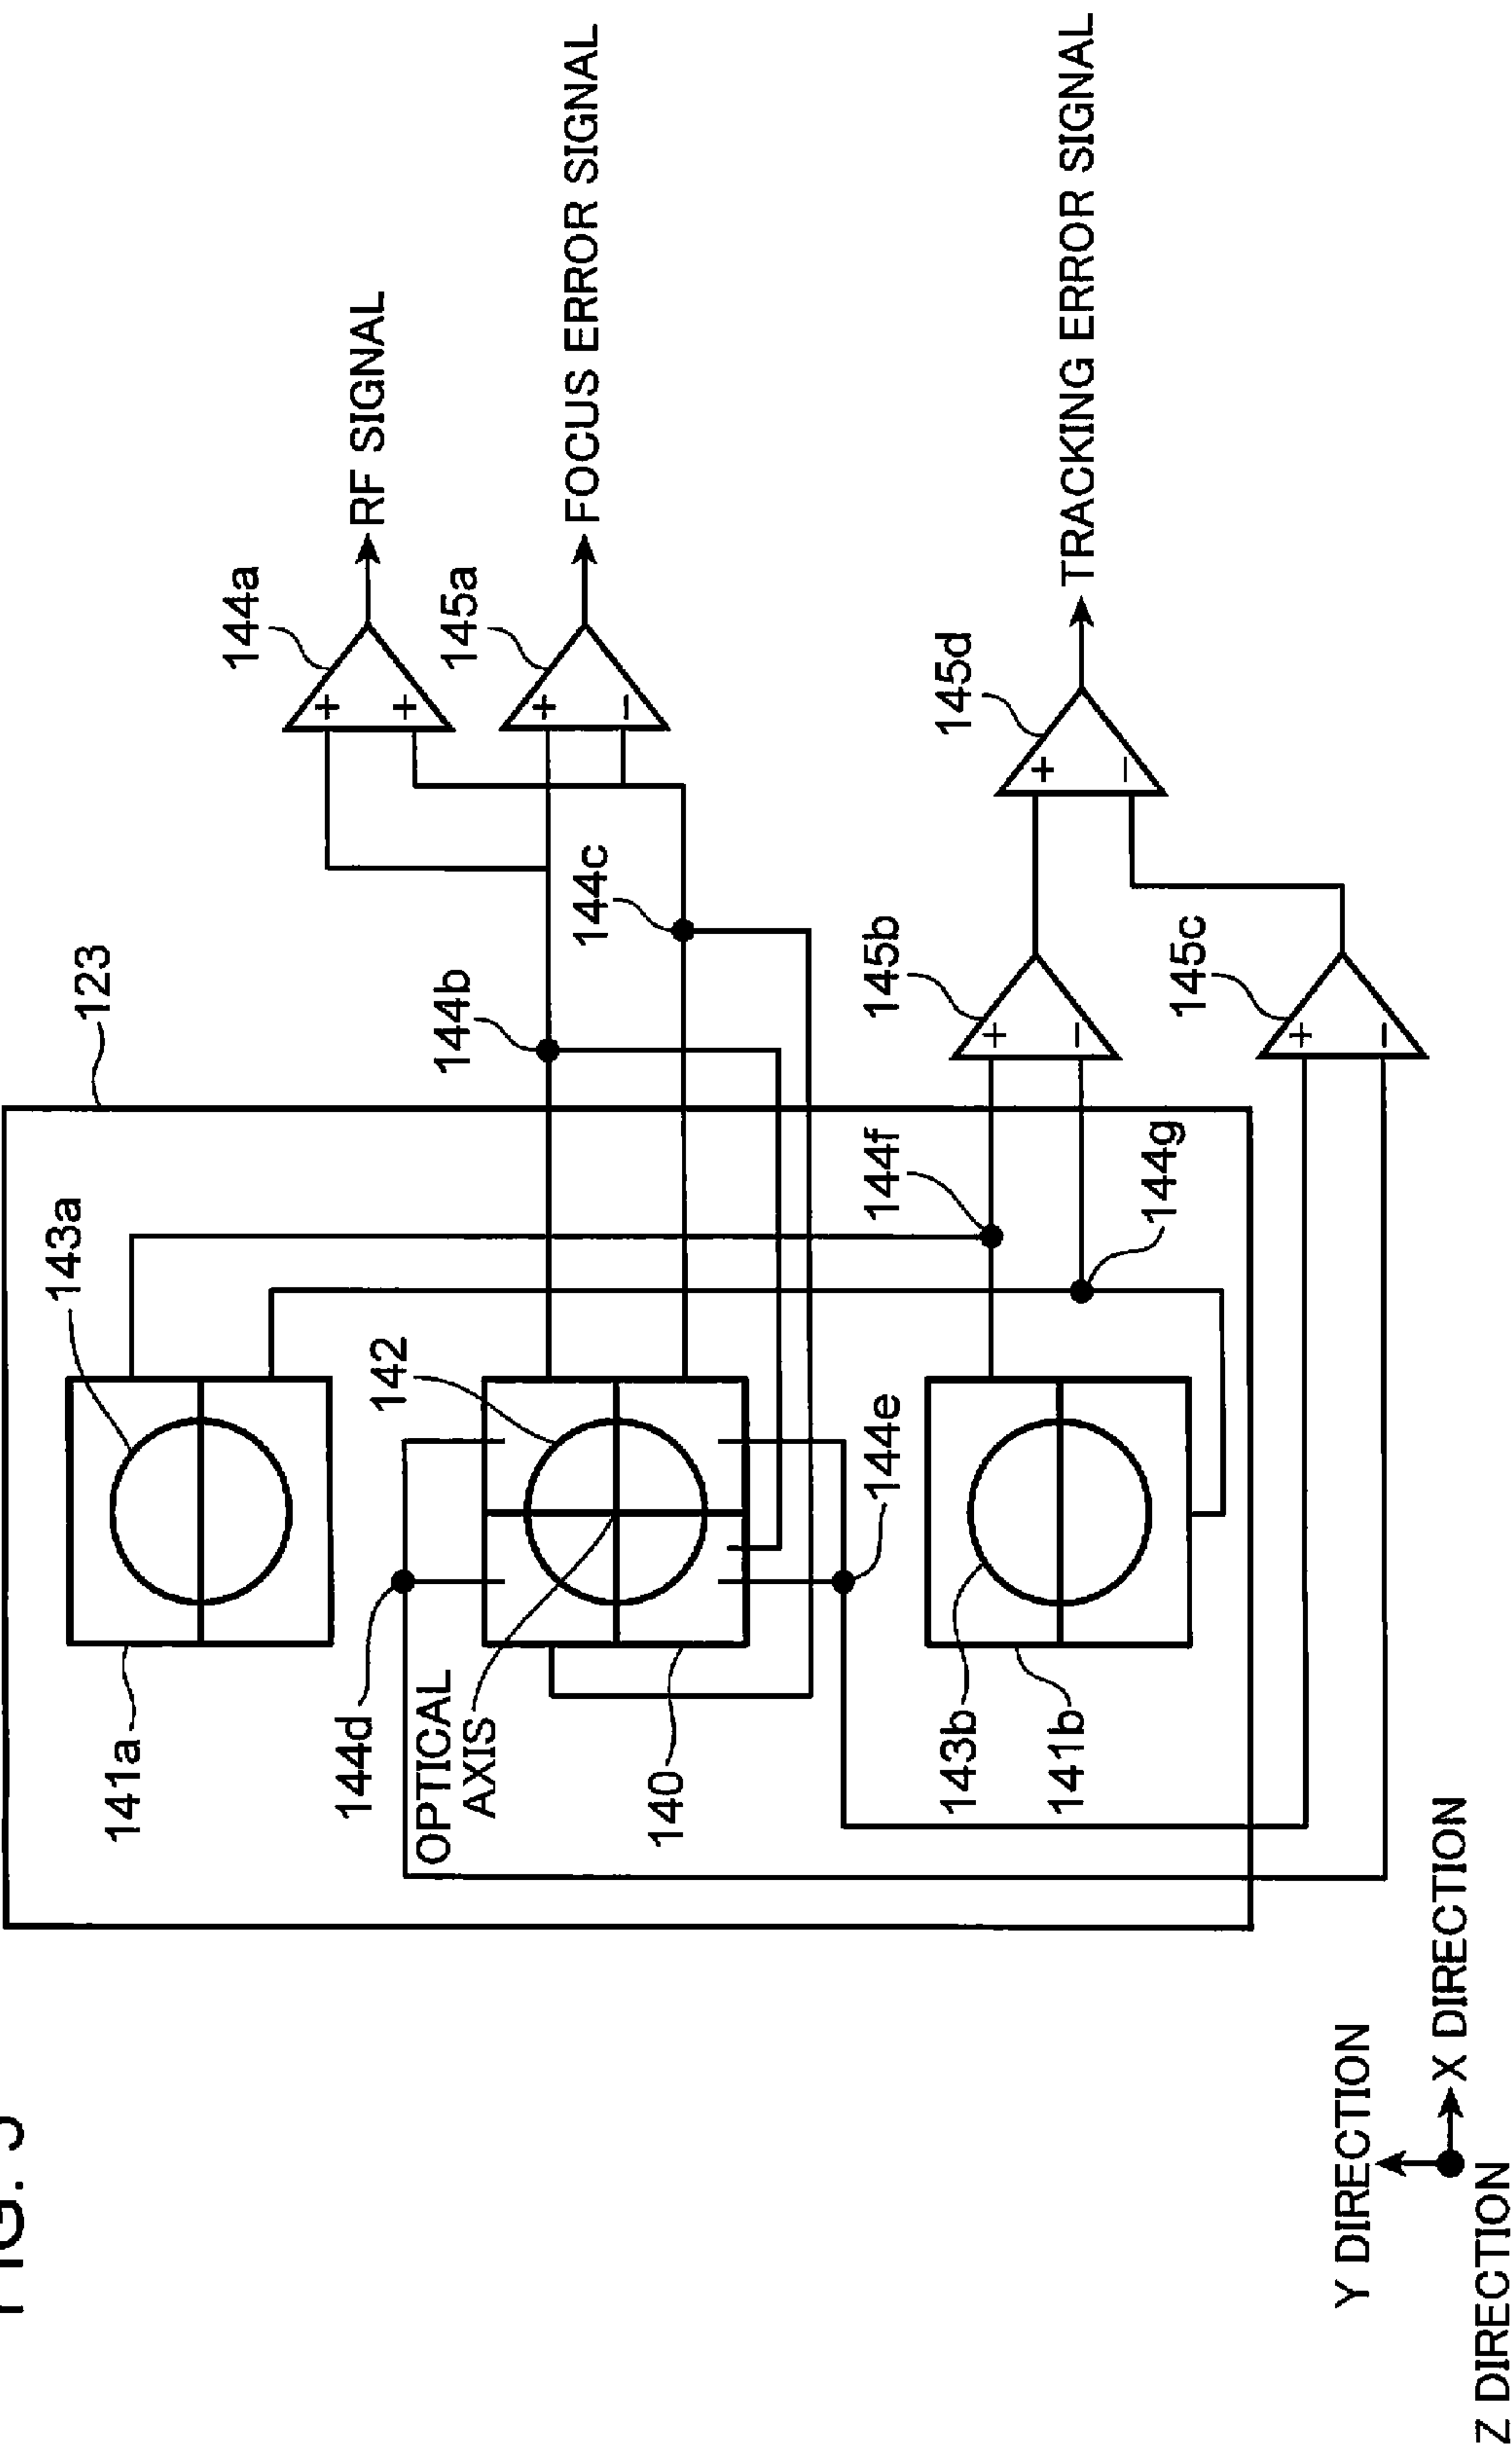 FIG. 5
123
141a
143a
144d
142
144b
144a
RF SIGNAL
OPTICAL
AXIS
145a
FOCUS ERROR SIGNAL
144c
140
144e
144f
145b
145d
TRACKING ERROR SIGNAL
143b
141b
144g
145c
+
+
+
−
+
−
+
−
+
−
Y DIRECTION
X DIRECTION
Z DIRECTION